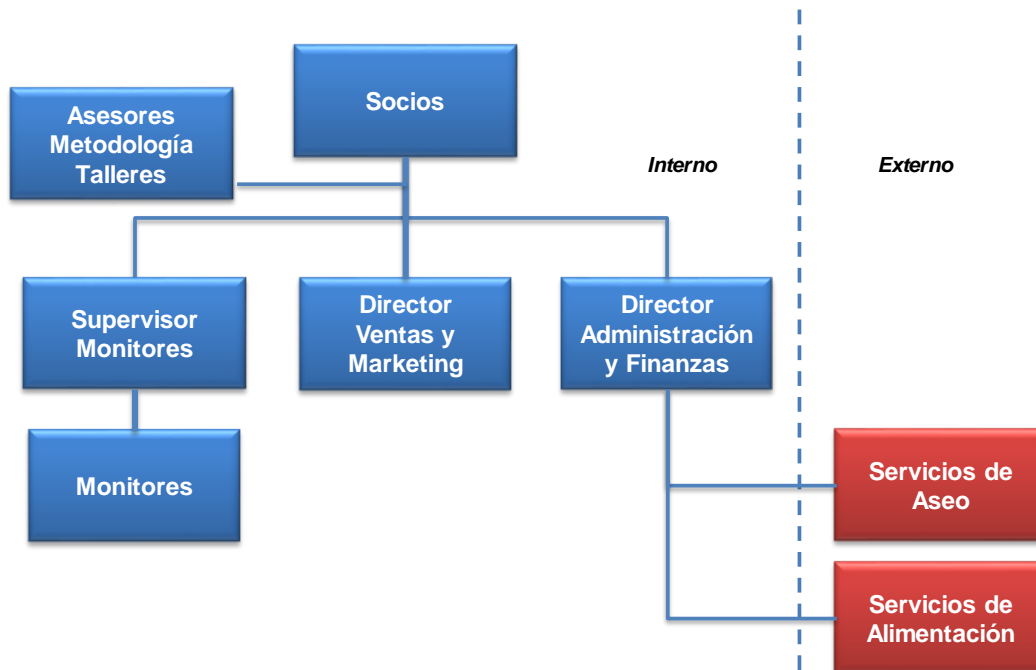 Socios
Asesores
Metodología
Talleres
Interno
Externo
Supervisor
Monitores
Director
Ventas y
Marketing
Director
Administración
y Finanzas
Monitores
Servicios de
Aseo
Servicios de
Alimentación